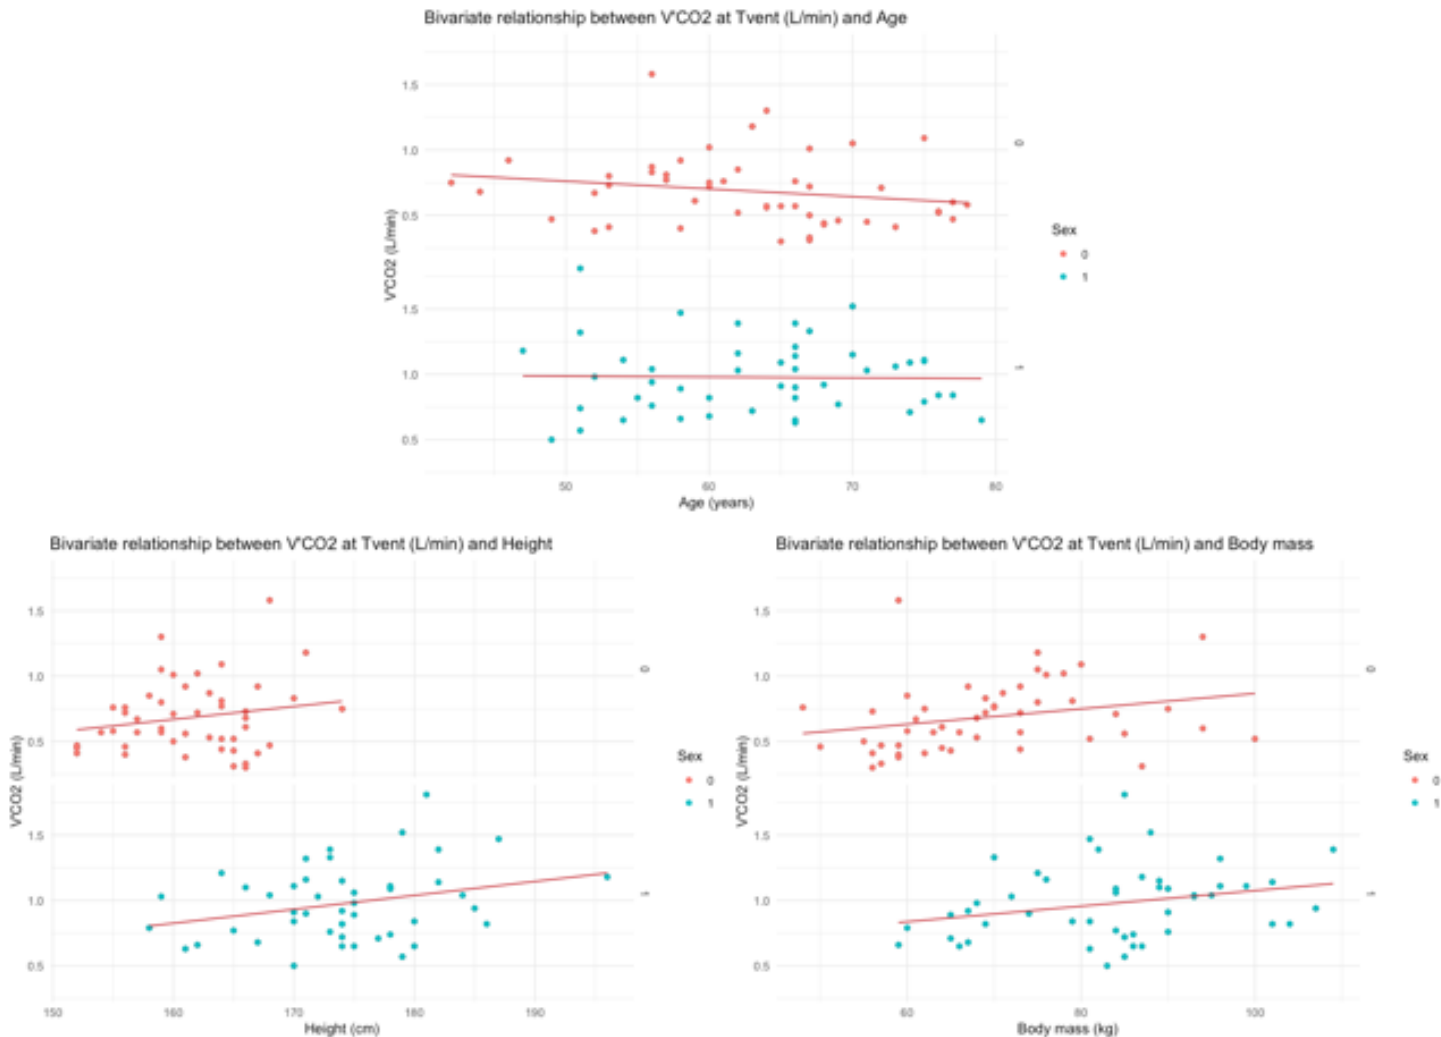 Bivariate relationship between V'CO2 at Tvent (L/min) and Age
1.5
1.0
0.5
0
1.5
1.0
0.5
1
V'CO2 (L/min)
50 60 70 80
Age (years)
Sex
0
1
Bivariate relationship between V'CO2 at Tvent (L/min) and Height
1.5
1.0
0.5
0
1.5
1.0
0.5
1
V'CO2 (L/min)
150 160 170 180 190
Height (cm)
Sex
0
1
Bivariate relationship between V'CO2 at Tvent (L/min) and Body mass
1.5
1.0
0.5
0
1.5
1.0
0.5
1
V'CO2 (L/min)
60 80 100
Body mass (kg)
Sex
0
1